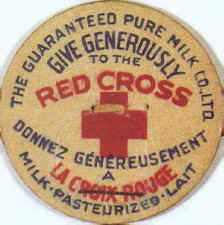 THE GUARANTEED PURE MILK CO. LTD.
GIVE GENEROUSLY
TO THE
RED CROSS
DONNEZ GÉNÉREUSEMENT
A
LA CROIX ROUGE
MILK-PASTEURIZED-LAIT